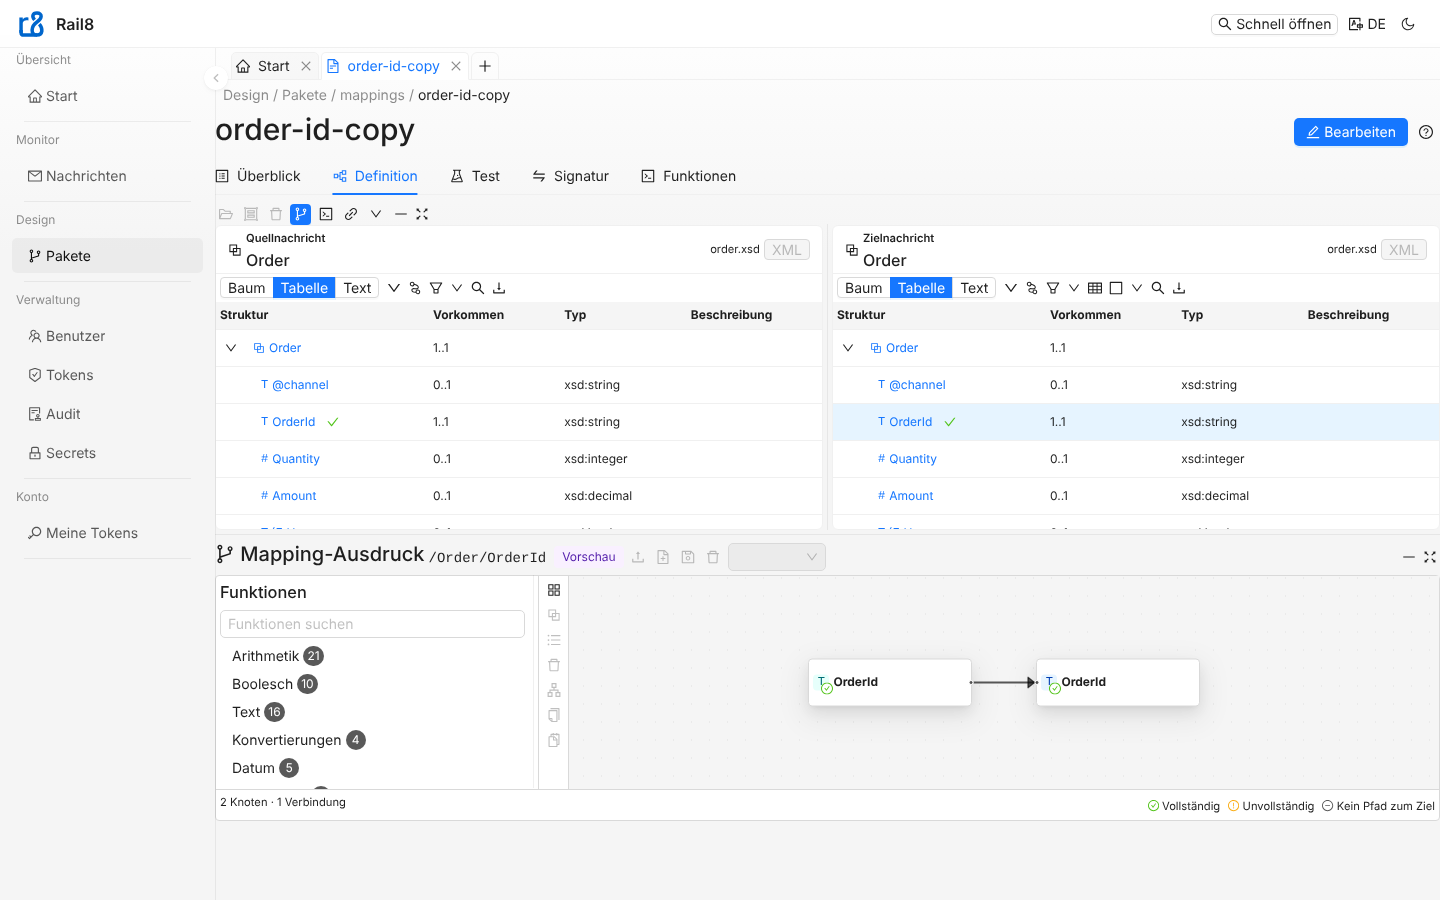 Rail8
Schnell öffnen
DE
Übersicht
Start
Monitor
Nachrichten
Design
Pakete
Verwaltung
Benutzer
Tokens
Audit
Secrets
Konto
Meine Tokens
Start
order-id-copy
Design / Pakete / mappings / order-id-copy
order-id-copy
Bearbeiten
Überblick
Definition
Test
Signatur
Funktionen
Quellnachricht
Order
order.xsd XML
Baum Tabelle Text
Struktur Vorkommen Typ Beschreibung
Order 1..1
T @channel 0..1 xsd:string
T OrderId 1..1 xsd:string
# Quantity 0..1 xsd:integer
# Amount 0..1 xsd:decimal
Zielnachricht
Order
order.xsd XML
Baum Tabelle Text
Struktur Vorkommen Typ Beschreibung
Order 1..1
T @channel 0..1 xsd:string
T OrderId 1..1 xsd:string
# Quantity 0..1 xsd:integer
# Amount 0..1 xsd:decimal
Mapping-Ausdruck /Order/OrderId Vorschau
Funktionen
Funktionen suchen
Arithmetik 21
Boolesch 10
Text 16
Konvertierungen 4
Datum 5
T OrderId
T OrderId
2 Knoten · 1 Verbindung
Vollständig
Unvollständig
Kein Pfad zum Ziel